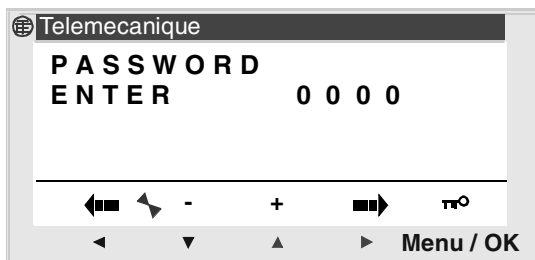 Telemecanique
PASSWORD
ENTER 0000
- +
Menu / OK